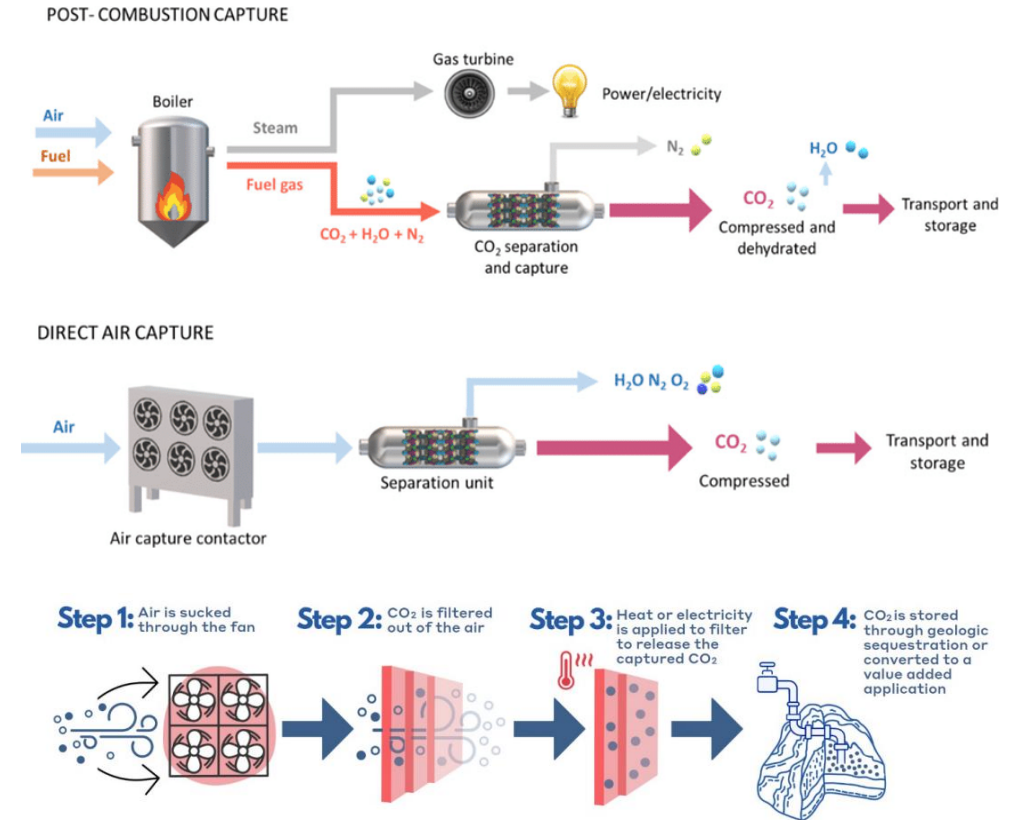 POST- COMBUSTION CAPTURE
Gas turbine
Power/electricity
Boiler
Air
Fuel
Steam
Fuel gas
CO₂ + H₂O + N₂
N₂
CO₂ separation
and capture
H₂O
CO₂
Compressed and
dehydrated
Transport and
storage
DIRECT AIR CAPTURE
Air
Air capture contactor
H₂O N₂ O₂
Separation unit
CO₂
Compressed
Transport and
storage
Step 1: Air is sucked
through the fan
Step 2: CO₂ is filtered
out of the air
Step 3: Heat or electricity
is applied to filter
to release the
captured CO₂
Step 4: CO₂ is stored
through geologic
sequestration or
converted to a
value added
application